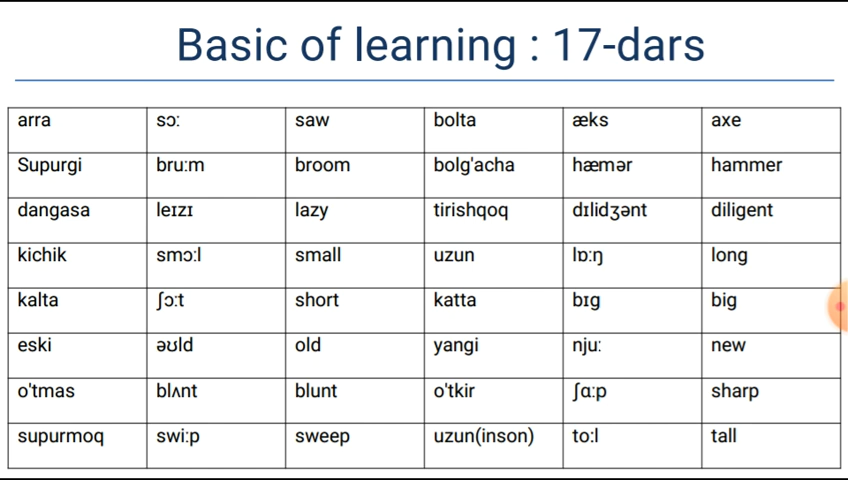 Basic of learning : 17-dars
arra sɔ: saw bolta æks axe
Supurgi bru:m broom bolg'acha hæmər hammer
dangasa leɪzɪ lazy tirishqoq dɪlidʒənt diligent
kichik smɔ:l small uzun lɒ:ŋ long
kalta ʃɔ:t short katta bɪg big
eski əʊld old yangi nju: new
o'tmas blʌnt blunt o'tkir ʃɑ:p sharp
supurmoq swi:p sweep uzun(inson) to:l tall